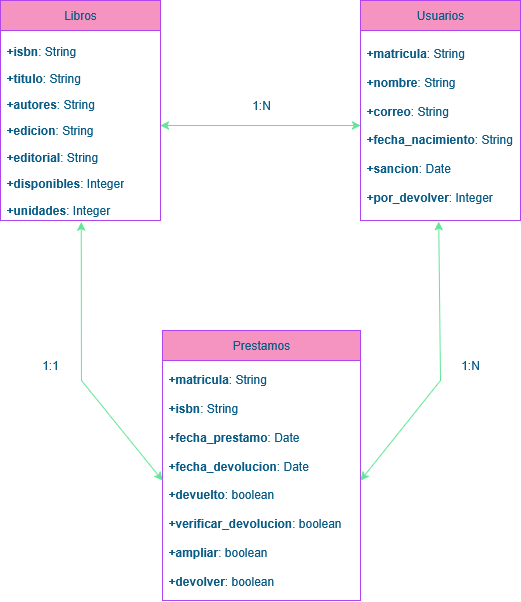 Libros
+isbn: String
+titulo: String
+autores: String
+edicion: String
+editorial: String
+disponibles: Integer
+unidades: Integer
1:N
Usuarios
+matricula: String
+nombre: String
+correo: String
+fecha_nacimiento: String
+sancion: Date
+por_devolver: Integer
1:1
Prestamos
+matricula: String
+isbn: String
+fecha_prestamo: Date
+fecha_devolucion: Date
+devuelto: boolean
+verificar_devolucion: boolean
+ampliar: boolean
+devolver: boolean
1:N